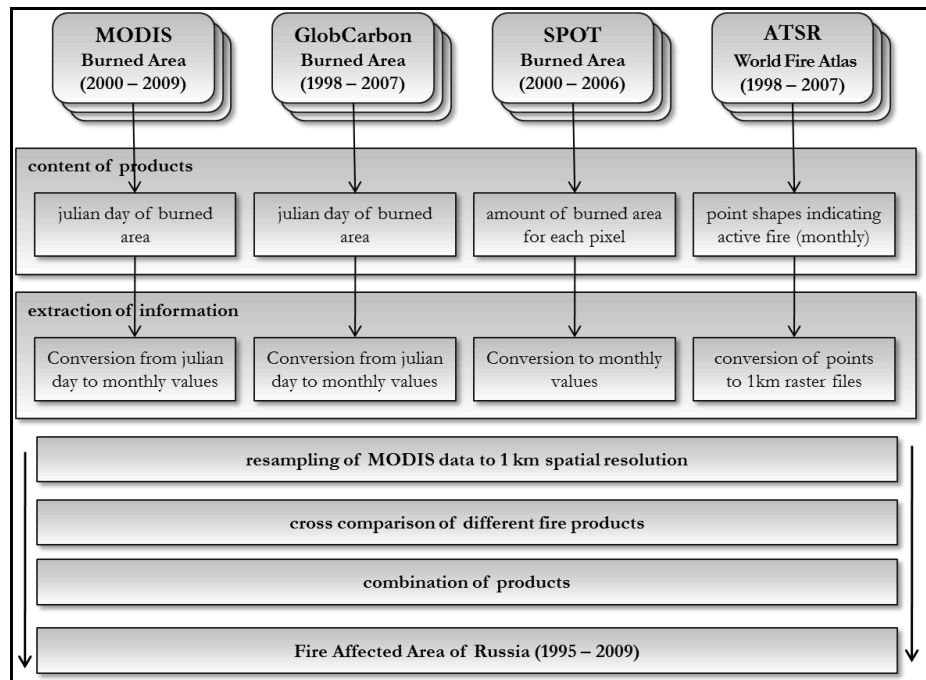 MODIS
Burned Area
(2000 – 2009)
GlobCarbon
Burned Area
(1998 – 2007)
SPOT
Burned Area
(2000 – 2006)
ATSR
World Fire Atlas
(1998 – 2007)
content of products
julian day of burned
area
julian day of burned
area
amount of burned area
for each pixel
point shapes indicating
active fire (monthly)
extraction of information
Conversion from julian
day to monthly values
Conversion from julian
day to monthly values
Conversion to monthly
values
conversion of points
to 1km raster files
resampling of MODIS data to 1 km spatial resolution
cross comparison of different fire products
combination of products
Fire Affected Area of Russia (1995 – 2009)